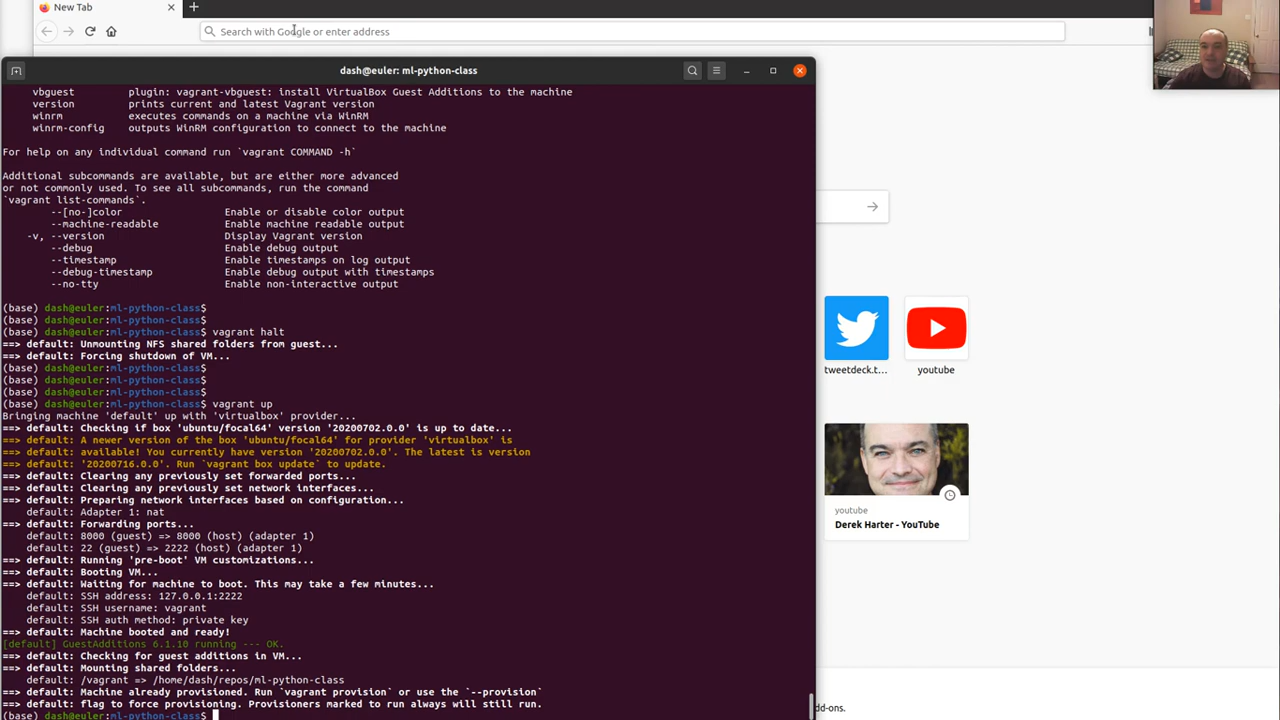 New Tab
Search with Google or enter address
dash@euler: ml-python-class
vbguest plugin: vagrant-vbguest: install VirtualBox Guest Additions to the machine
version prints current and latest Vagrant version
winrm executes commands on a machine via WinRM
winrm-config outputs WinRM configuration to connect to the machine
For help on any individual command run `vagrant COMMAND -h`
Additional subcommands are available, but are either more advanced
or not commonly used. To see all subcommands, run the command
`vagrant list-commands`.
--[no-]color Enable or disable color output
--machine-readable Enable machine readable output
-v, --version Display Vagrant version
--debug Enable debug output
--timestamp Enable timestamps on log output
--debug-timestamp Enable debug output with timestamps
--no-tty Enable non-interactive output
(base) dash@euler:ml-python-class$
(base) dash@euler:ml-python-class$
(base) dash@euler:ml-python-class$ vagrant halt
==> default: Unmounting NFS shared folders from guest...
==> default: Forcing shutdown of VM...
(base) dash@euler:ml-python-class$
(base) dash@euler:ml-python-class$
(base) dash@euler:ml-python-class$
(base) dash@euler:ml-python-class$ vagrant up
Bringing machine 'default' up with 'virtualbox' provider...
==> default: Checking if box 'ubuntu/focal64' version '20200702.0.0' is up to date...
==> default: A newer version of the box 'ubuntu/focal64' for provider 'virtualbox' is
==> default: available! You currently have version '20200702.0.0'. The latest is version
==> default: '20200716.0.0'. Run `vagrant box update` to update.
==> default: Clearing any previously set forwarded ports...
==> default: Clearing any previously set network interfaces...
==> default: Preparing network interfaces based on configuration...
default: Adapter 1: nat
==> default: Forwarding ports...
default: 8000 (guest) => 8000 (host) (adapter 1)
default: 22 (guest) => 2222 (host) (adapter 1)
==> default: Running 'pre-boot' VM customizations...
==> default: Booting VM...
==> default: Waiting for machine to boot. This may take a few minutes...
default: SSH address: 127.0.0.1:2222
default: SSH username: vagrant
default: SSH auth method: private key
==> default: Machine booted and ready!
[default] GuestAdditions 6.1.10 running --- OK.
==> default: Checking for guest additions in VM...
==> default: Mounting shared folders...
default: /vagrant => /home/dash/repos/ml-python-class
==> default: Machine already provisioned. Run `vagrant provision` or use the `--provision`
==> default: flag to force provisioning. Provisioners marked to run always will still run.
(base) dash@euler:ml-python-class$
tweetdeck.t...
youtube
youtube
Derek Harter - YouTube
dd-ons.